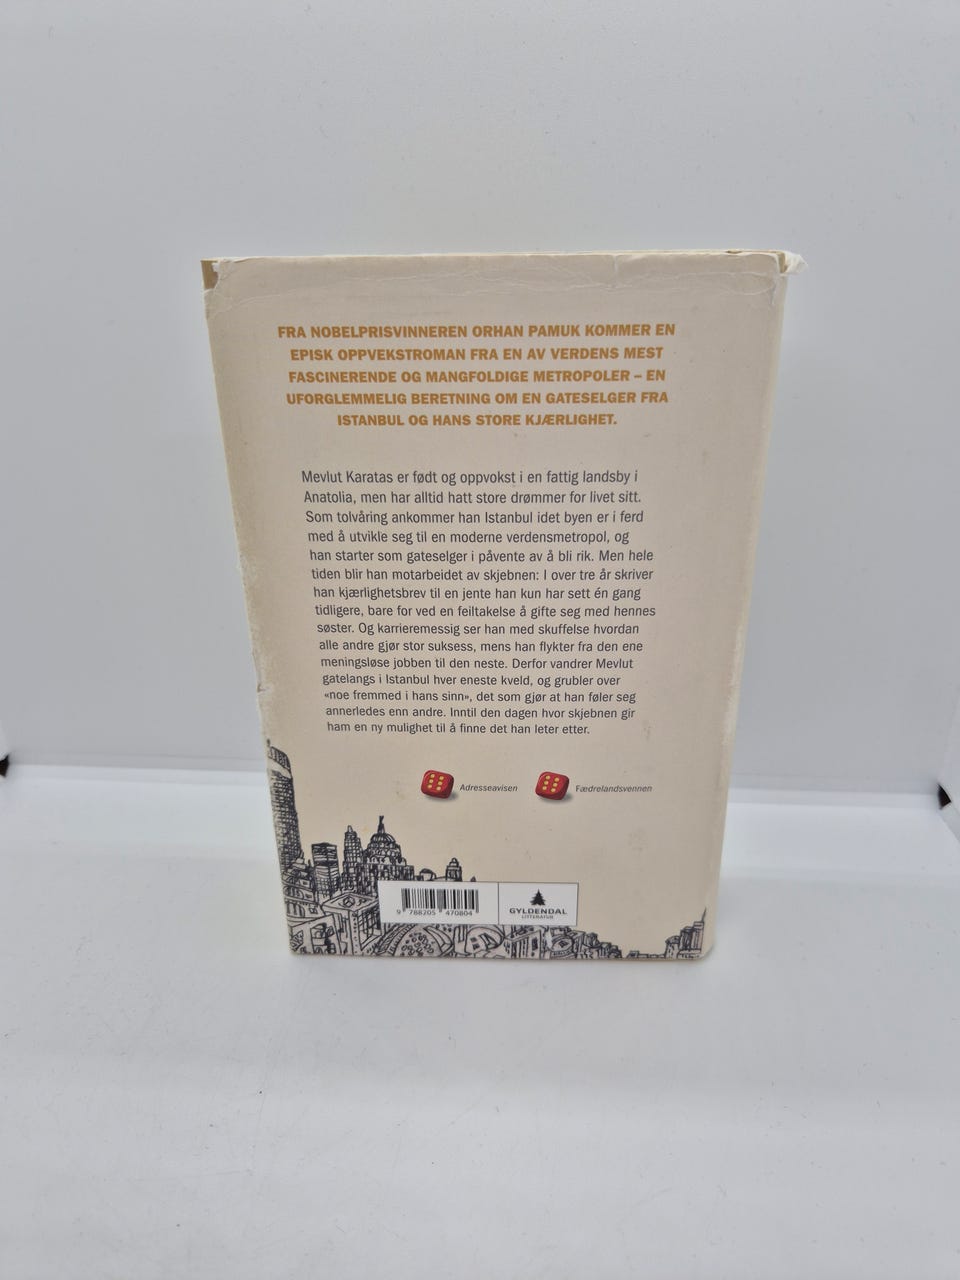 FRA NOBELPRISVINNEREN ORHAN PAMUK KOMMER EN
EPISK OPPVEKSTROMAN FRA EN AV VERDENS MEST
FASCINERENDE OG MANGFOLDIGE METROPOLER – EN
UFORGLEMMELIG BERETNING OM EN GATESELGER FRA
ISTANBUL OG HANS STORE KJÆRLIGHET.
Mevlut Karatas er født og oppvokst i en fattig landsby i
Anatolia, men har alltid hatt store drømmer for livet sitt.
Som tolvåring ankommer han Istanbul idet byen er i ferd
med å utvikle seg til en moderne verdensmetropol, og
han starter som gateselger i påvente av å bli rik. Men hele
tiden blir han motarbeidet av skjebnen: I over tre år skriver
han kjærlighetsbrev til en jente han kun har sett én gang
tidligere, bare for ved en feiltakelse å gifte seg med hennes
søster. Og karrieremessig ser han med skuffelse hvordan
alle andre gjør stor suksess, mens han flykter fra den ene
meningsløse jobben til den neste. Derfor vandrer Mevlut
gatelangs i Istanbul hver eneste kveld, og grubler over
«noe fremmed i hans sinn», det som gjør at han føler seg
annerledes enn andre. Inntil den dagen hvor skjebnen gir
ham en ny mulighet til å finne det han leter etter.
Adresseavisen Fædrelandsvennen
9 788205 470804
GYLDENDAL
LITTERATUR